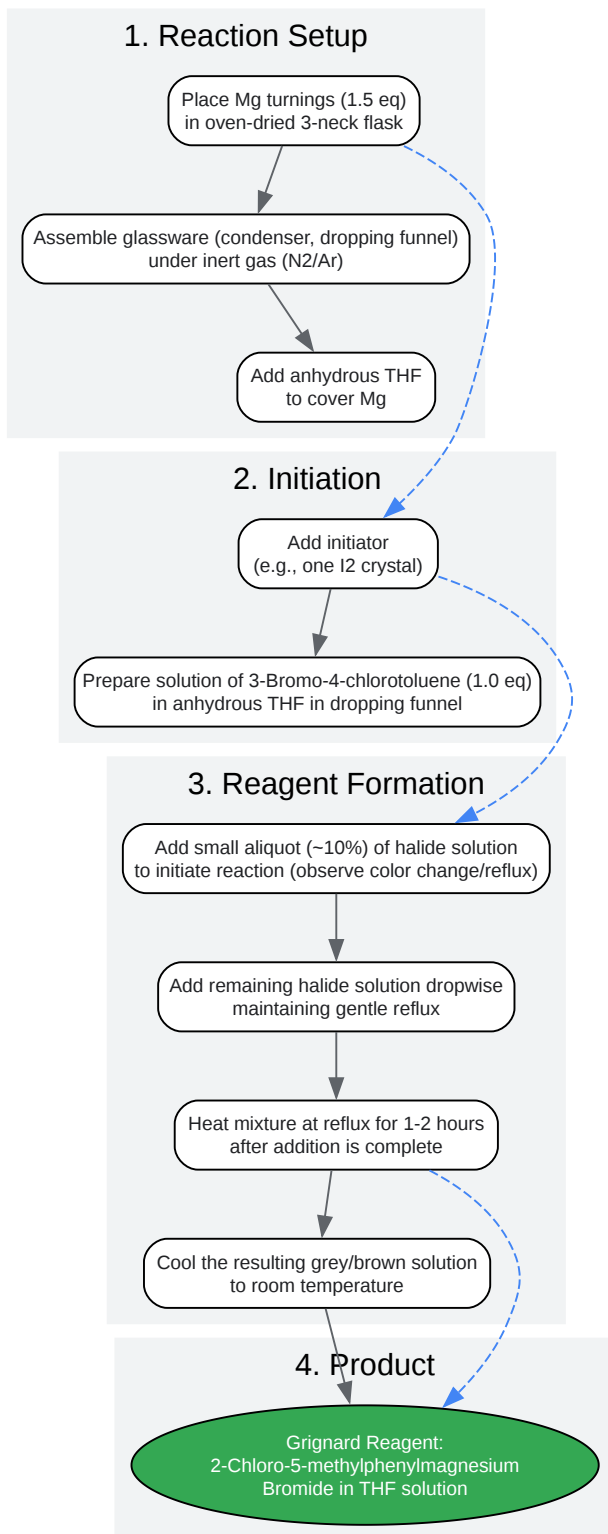 1. Reaction Setup
Place Mg turnings (1.5 eq)
in oven-dried 3-neck flask
Assemble glassware (condenser, dropping funnel)
under inert gas (N2/Ar)
Add anhydrous THF
to cover Mg
2. Initiation
Add initiator
(e.g., one I2 crystal)
Prepare solution of 3-Bromo-4-chlorotoluene (1.0 eq)
in anhydrous THF in dropping funnel
3. Reagent Formation
Add small aliquot (~10%) of halide solution
to initiate reaction (observe color change/reflux)
Add remaining halide solution dropwise
maintaining gentle reflux
Heat mixture at reflux for 1-2 hours
after addition is complete
Cool the resulting grey/brown solution
to room temperature
4. Product
Grignard Reagent:
2-Chloro-5-methylphenylmagnesium
Bromide in THF solution